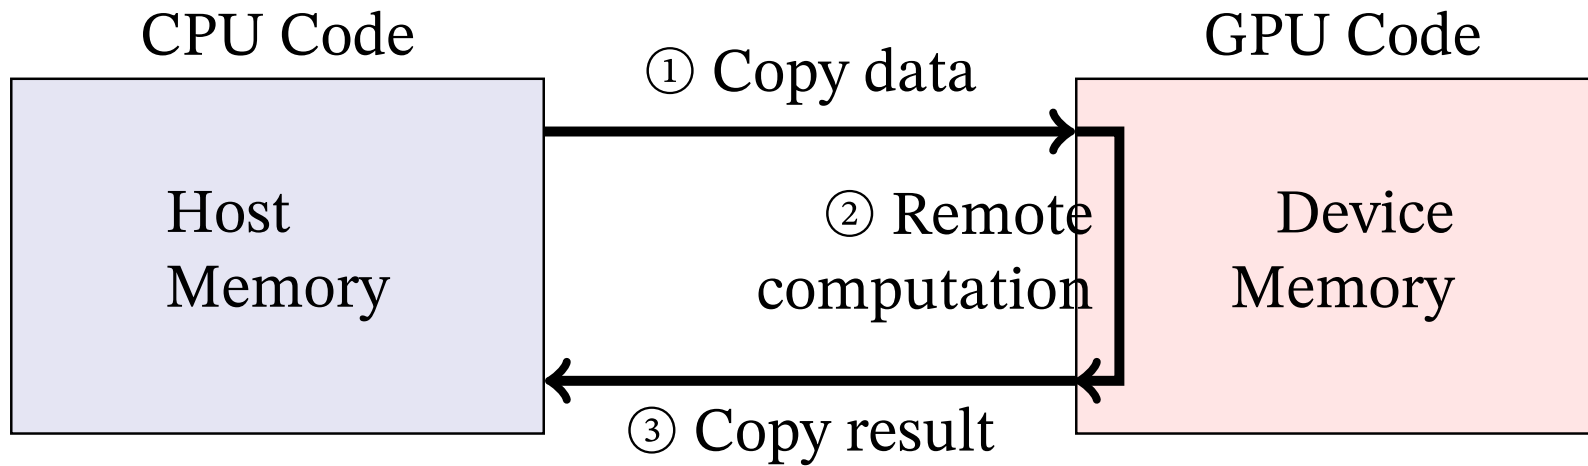 CPU Code
GPU Code
① Copy data
Host
Memory
② Remote
computation
Device
Memory
③ Copy result